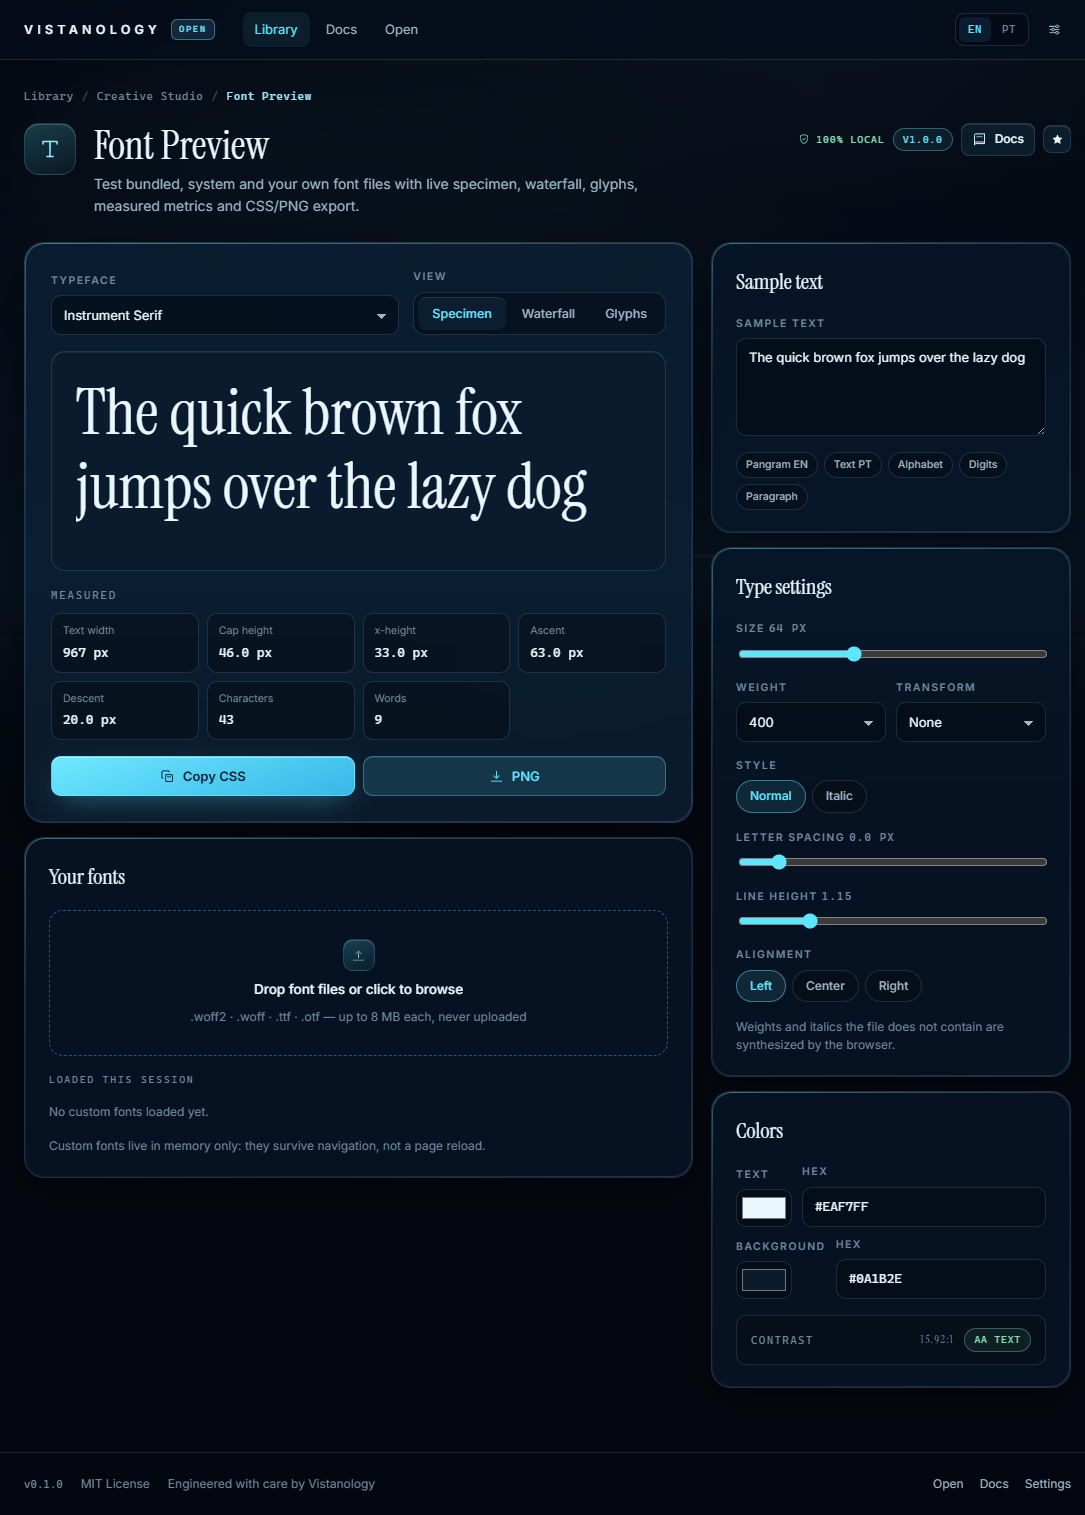 VISTANOLOGY OPEN Library Docs Open EN PT
Library / Creative Studio / Font Preview
Font Preview
100% LOCAL V1.0.0 Docs
Test bundled, system and your own font files with live specimen, waterfall, glyphs,
measured metrics and CSS/PNG export.
TYPEFACE
Instrument Serif
VIEW
Specimen Waterfall Glyphs
The quick brown fox
jumps over the lazy dog
MEASURED
Text width
967 px
Cap height
46.0 px
x-height
33.0 px
Ascent
63.0 px
Descent
20.0 px
Characters
43
Words
9
Copy CSS
PNG
Your fonts
Drop font files or click to browse
.woff2 · .woff · .ttf · .otf — up to 8 MB each, never uploaded
LOADED THIS SESSION
No custom fonts loaded yet.
Custom fonts live in memory only: they survive navigation, not a page reload.
Sample text
SAMPLE TEXT
The quick brown fox jumps over the lazy dog
Pangram EN Text PT Alphabet Digits
Paragraph
Type settings
SIZE 64 PX
WEIGHT
400
TRANSFORM
None
STYLE
Normal Italic
LETTER SPACING 0.0 PX
LINE HEIGHT 1.15
ALIGNMENT
Left Center Right
Weights and italics the file does not contain are
synthesized by the browser.
Colors
TEXT
HEX
#EAF7FF
BACKGROUND
HEX
#0A1B2E
CONTRAST 15.92:1 AA TEXT
v0.1.0 MIT License Engineered with care by Vistanology
Open Docs Settings